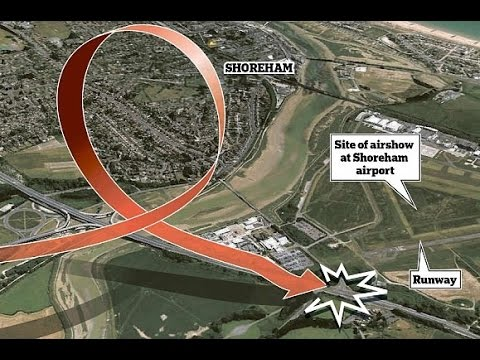 SHOREHAM
Site of airshow
at Shoreham
airport
Runway